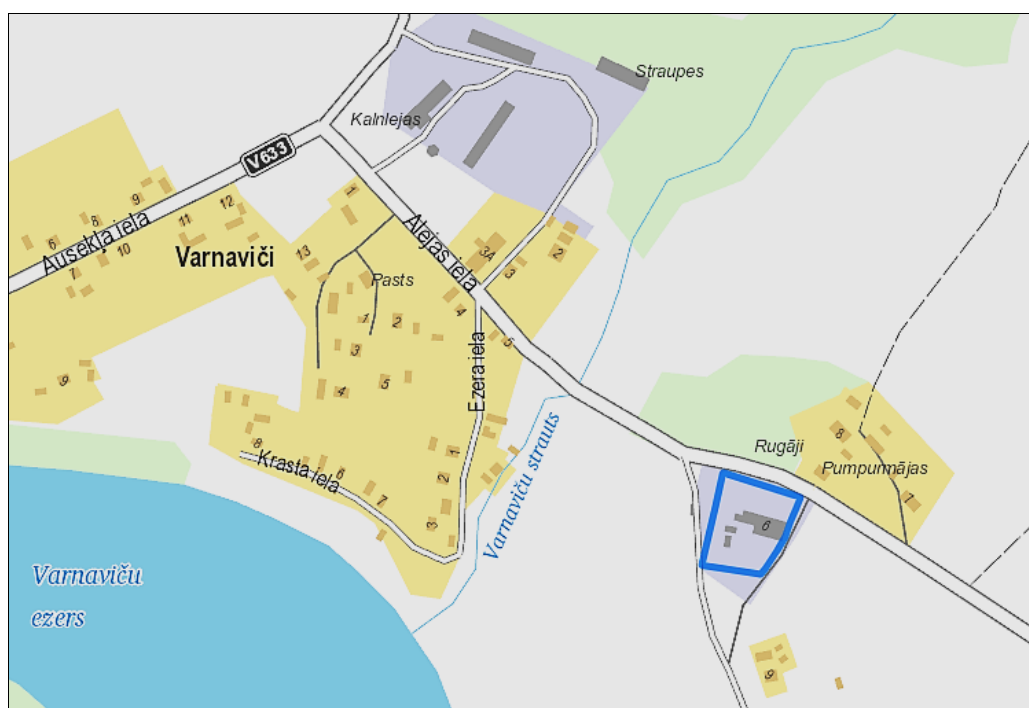 Straupes
Kalnlejas
V633
9
8
6
Ausekļa iela
7
10
11
12
Varnaviči
13
1
Alejas iela
3A
3
2
Pasts
4
5
1
2
3
4
5
Ezera iela
9
8
Krasta iela
6
7
1
2
3
Varnaviču strauts
Varnaviču
ezers
Rugāji
8
Pumpurmājas
7
6
9